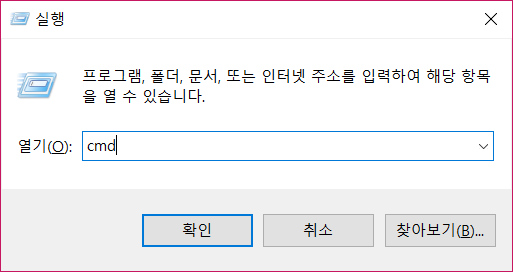 실행
프로그램, 폴더, 문서, 또는 인터넷 주소를 입력하여 해당 항목
을 열 수 있습니다.
열기(O): cmd
확인 취소 찾아보기(B)...